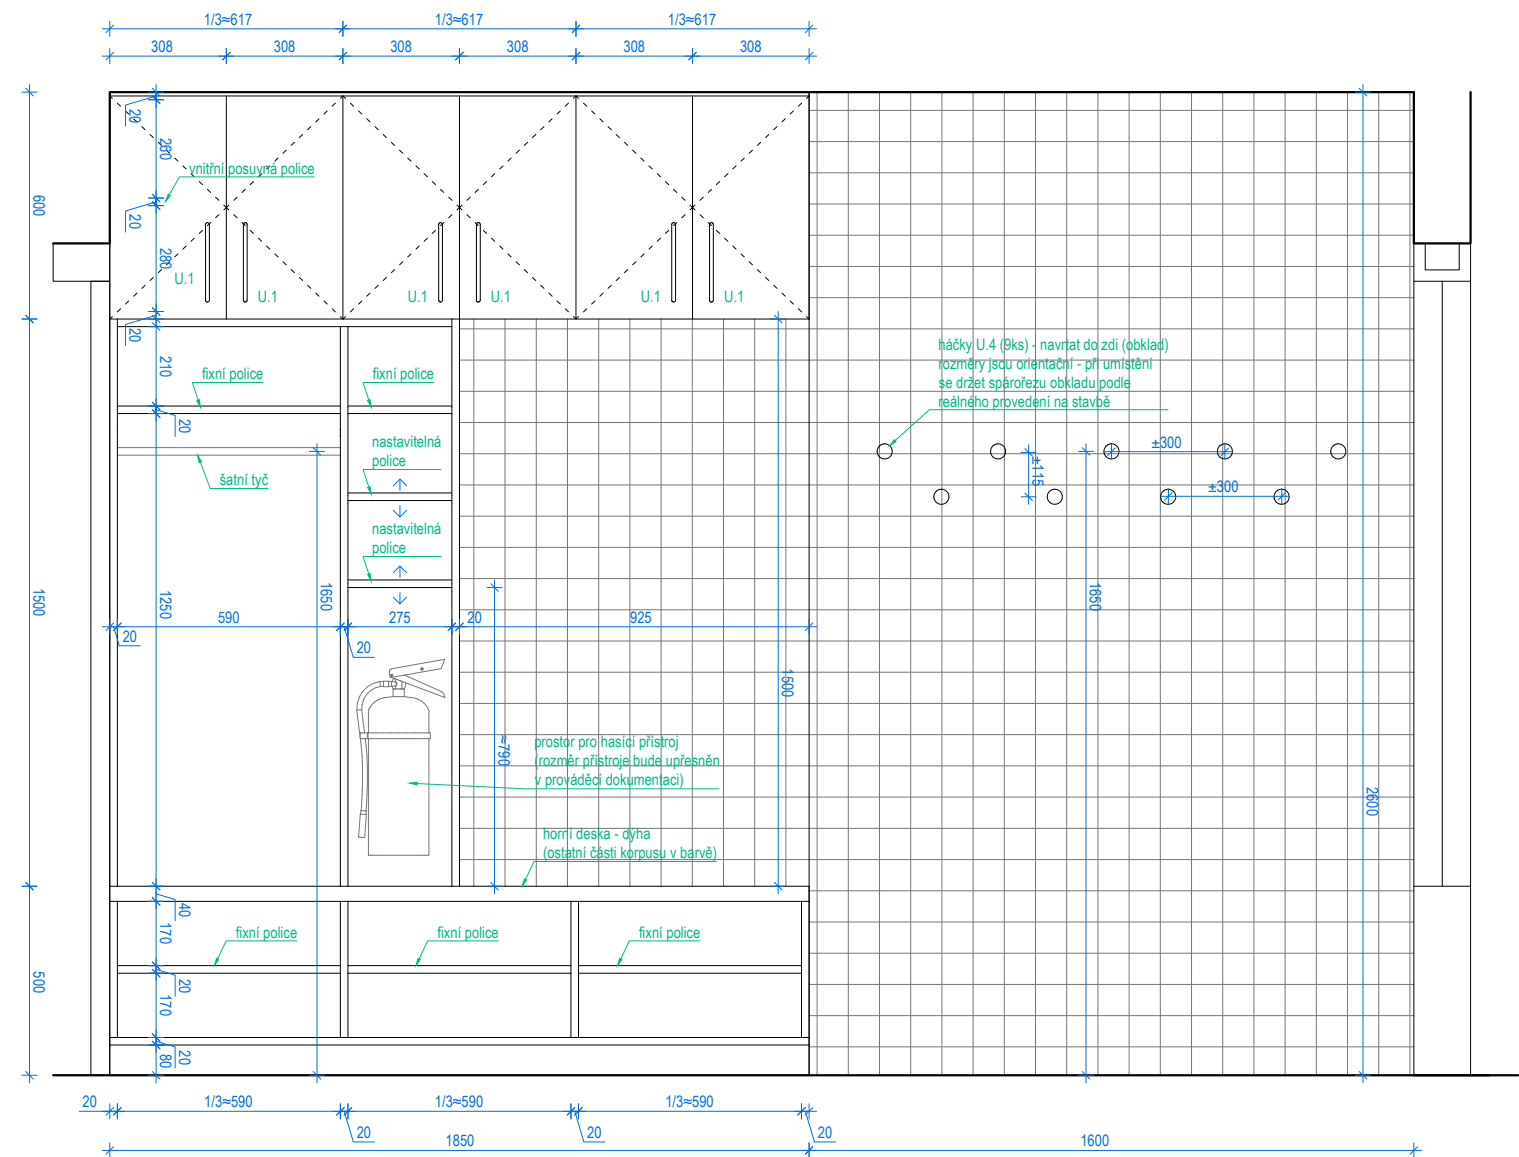 1/3≈617
1/3≈617
1/3≈617
308
308
308
308
308
308
20
260
vnitřní posuvná police
20
280
600
U.1
U.1
U.1
U.1
U.1
U.1
20
210
fixní police
fixní police
20
nastavitelná
police
šatní tyč
nastavitelná
police
háčky U.4 (9ks) - navrtat do zdi (obklad)
rozměry jsou orientační - při umístění
se držet spárořezu obkladu podle
reálného provedení na stavbě
±300
±115
±300
1500
1250
1650
1650
590
275
20
925
20
20
1500
≈790
prostor pro hasící přístroj
(rozměr přístroje bude upřesněn
v prováděcí dokumentaci)
2600
horní deska - dýha
(ostatní části korpusu v barvě)
40
170
fixní police
fixní police
fixní police
500
20
170
20
80
20
1/3≈590
1/3≈590
1/3≈590
20
20
20
1850
1600